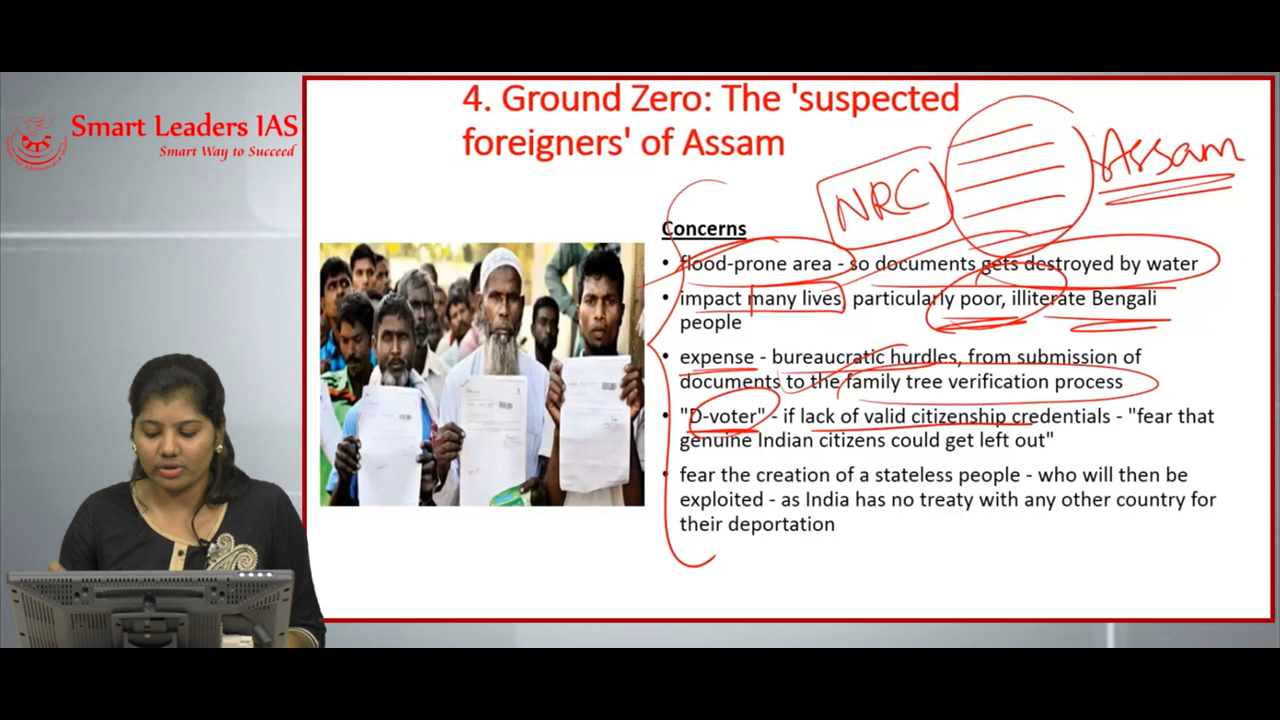 Smart Leaders IAS
Smart Way to Succeed
4. Ground Zero: The 'suspected
foreigners' of Assam
NRC
Assam
Concerns
• flood-prone area - so documents gets destroyed by water
• impact many lives, particularly poor, illiterate Bengali
people
• expense - bureaucratic hurdles, from submission of
documents to the family tree verification process
• "D-voter" - if lack of valid citizenship credentials - "fear that
genuine Indian citizens could get left out"
• fear the creation of a stateless people - who will then be
exploited - as India has no treaty with any other country for
their deportation